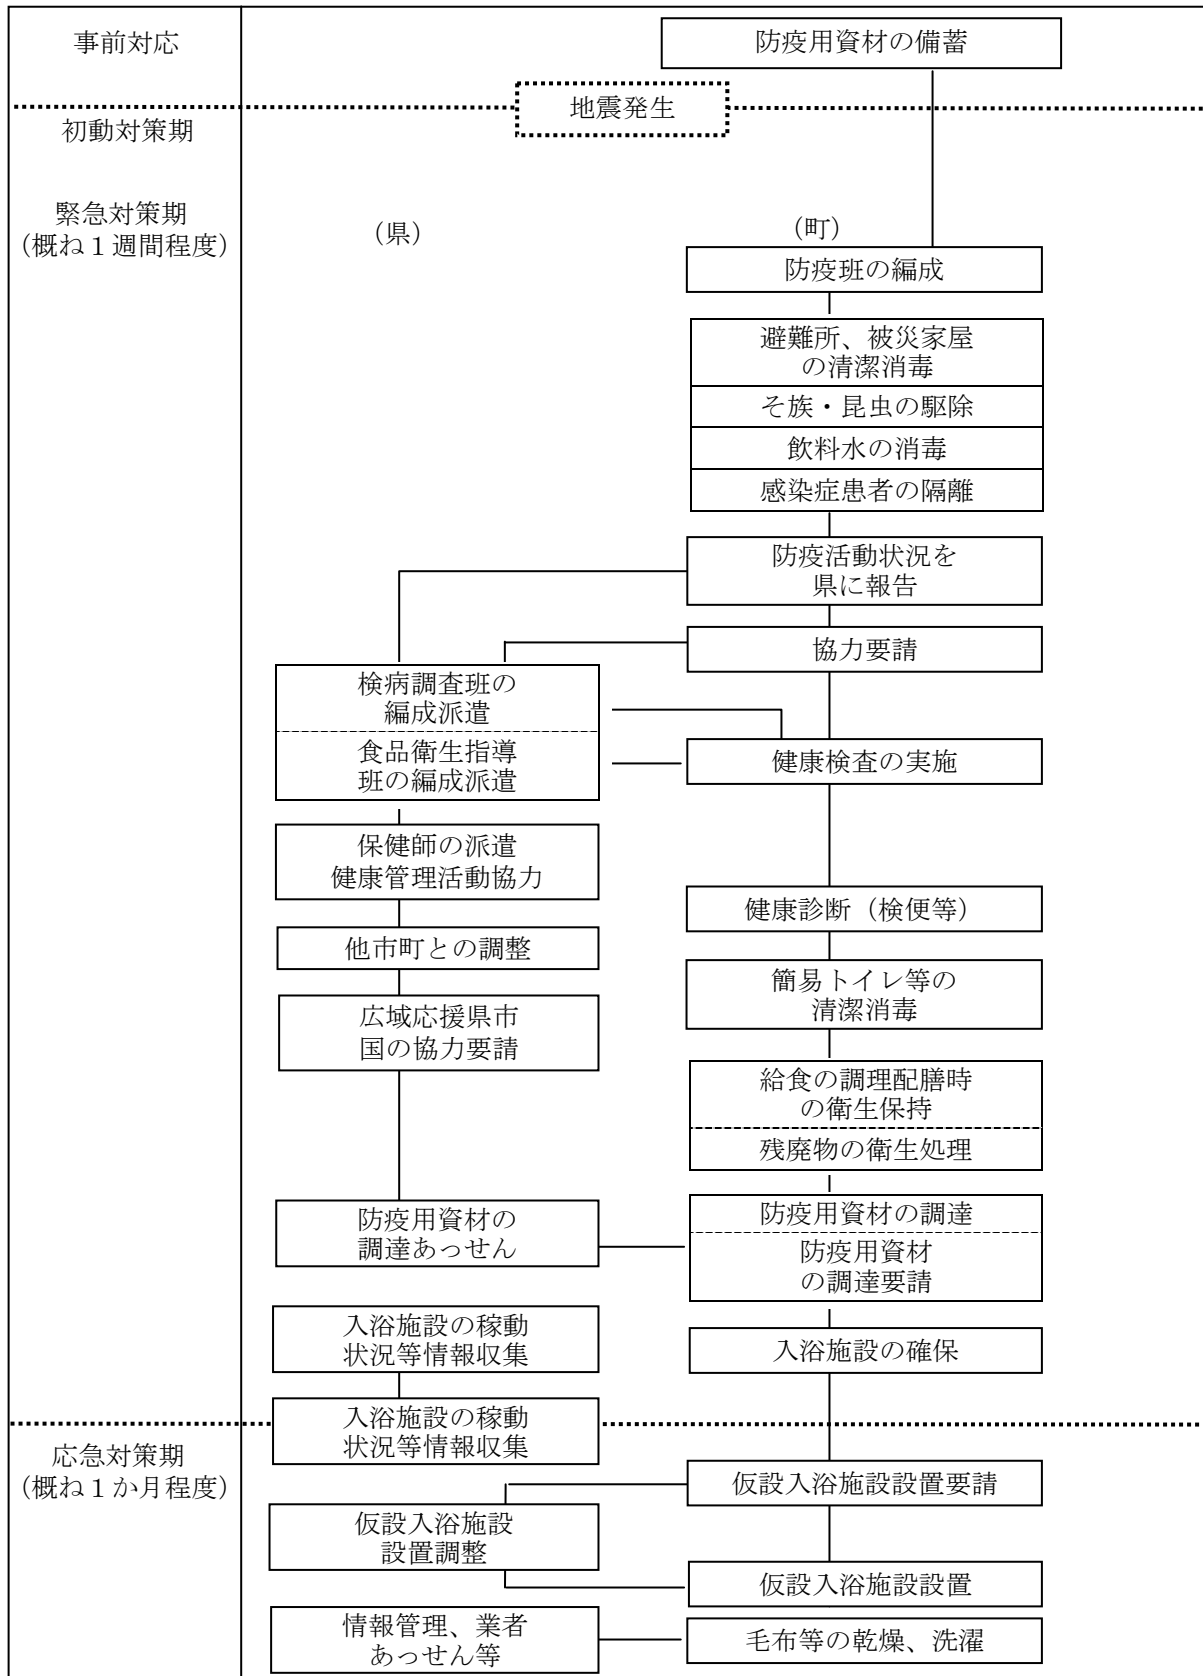 事前対応
防疫用資材の備蓄
地震発生
初動対策期
緊急対策期
（概ね１週間程度）
（県）
（町）
防疫班の編成
避難所、被災家屋
の清潔消毒
そ族・昆虫の駆除
飲料水の消毒
感染症患者の隔離
防疫活動状況を
県に報告
協力要請
検病調査班の
編成派遣
食品衛生指導
班の編成派遣
健康検査の実施
保健師の派遣
健康管理活動協力
健康診断（検便等）
他市町との調整
簡易トイレ等の
清潔消毒
広域応援県市
国の協力要請
給食の調理配膳時
の衛生保持
残廃物の衛生処理
防疫用資材の
調達あっせん
防疫用資材の調達
防疫用資材
の調達要請
入浴施設の稼動
状況等情報収集
入浴施設の確保
入浴施設の稼動
状況等情報収集
応急対策期
（概ね１か月程度）
仮設入浴施設設置要請
仮設入浴施設
設置調整
仮設入浴施設設置
情報管理、業者
あっせん等
毛布等の乾燥、洗濯